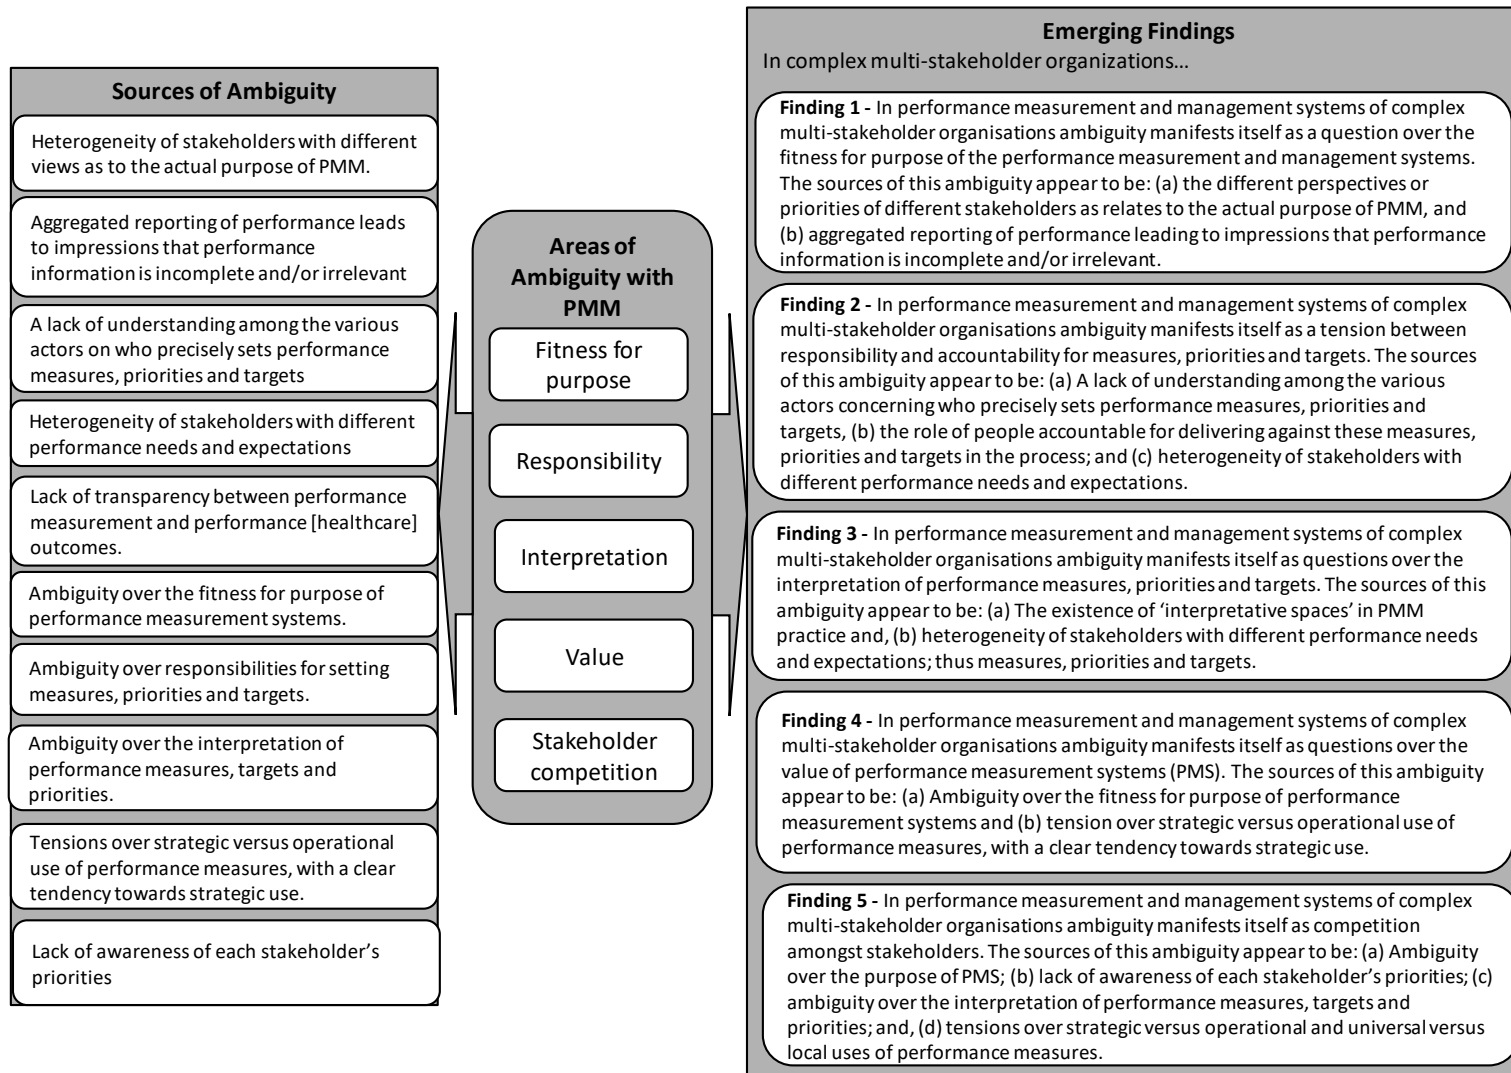 Sources of Ambiguity
Heterogeneity of stakeholders with different
views as to the actual purpose of PMM.
Aggregated reporting of performance leads
to impressions that performance
information is incomplete and/or irrelevant
A lack of understanding among the various
actors on who precisely sets performance
measures, priorities and targets
Heterogeneity of stakeholders with different
performance needs and expectations
Lack of transparency between performance
measurement and performance [healthcare]
outcomes.
Ambiguity over the fitness for purpose of
performance measurement systems.
Ambiguity over responsibilities for setting
measures, priorities and targets.
Ambiguity over the interpretation of
performance measures, targets and
priorities.
Tensions over strategic versus operational
use of performance measures, with a clear
tendency towards strategic use.
Lack of awareness of each stakeholder's
priorities
Areas of
Ambiguity with
PMM
Fitness for
purpose
Responsibility
Interpretation
Value
Stakeholder
competition
Emerging Findings
In complex multi-stakeholder organizations...
Finding 1 - In performance measurement and management systems of complex
multi-stakeholder organisations ambiguity manifests itself as a question over the
fitness for purpose of the performance measurement and management systems.
The sources of this ambiguity appear to be: (a) the different perspectives or
priorities of different stakeholders as relates to the actual purpose of PMM, and
(b) aggregated reporting of performance leading to impressions that performance
information is incomplete and/or irrelevant.
Finding 2 - In performance measurement and management systems of complex
multi-stakeholder organisations ambiguity manifests itself as a tension between
responsibility and accountability for measures, priorities and targets. The sources
of this ambiguity appear to be: (a) A lack of understanding among the various
actors concerning who precisely sets performance measures, priorities and
targets, (b) the role of people accountable for delivering against these measures,
priorities and targets in the process; and (c) heterogeneity of stakeholders with
different performance needs and expectations.
Finding 3 - In performance measurement and management systems of complex
multi-stakeholder organisations ambiguity manifests itself as questions over the
interpretation of performance measures, priorities and targets. The sources of this
ambiguity appear to be: (a) The existence of 'interpretative spaces' in PMM
practice and, (b) heterogeneity of stakeholders with different performance needs
and expectations; thus measures, priorities and targets.
Finding 4 - In performance measurement and management systems of complex
multi-stakeholder organisations ambiguity manifests itself as questions over the
value of performance measurement systems (PMS). The sources of this ambiguity
appear to be: (a) Ambiguity over the fitness for purpose of performance
measurement systems and (b) tension over strategic versus operational use of
performance measures, with a clear tendency towards strategic use.
Finding 5 - In performance measurement and management systems of complex
multi-stakeholder organisations ambiguity manifests itself as competition
amongst stakeholders. The sources of this ambiguity appear to be: (a) Ambiguity
over the purpose of PMS; (b) lack of awareness of each stakeholder's priorities; (c)
ambiguity over the interpretation of performance measures, targets and
priorities; and, (d) tensions over strategic versus operational and universal versus
local uses of performance measures.